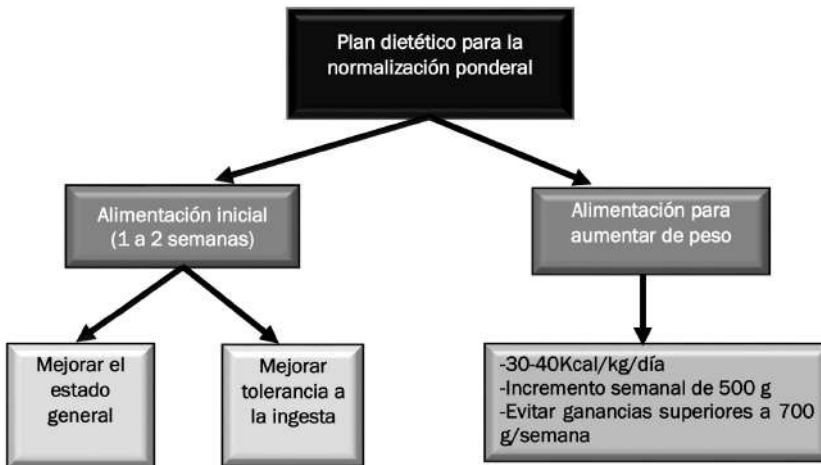 Plan dietético para la
normalización ponderal
Alimentación inicial
(1 a 2 semanas)
Alimentación para
aumentar de peso
Mejorar el
estado
general
Mejorar
tolerancia a
la ingesta
-30-40Kcal/kg/día
-Incremento semanal de 500 g
-Evitar ganancias superiores a 700
g/semana